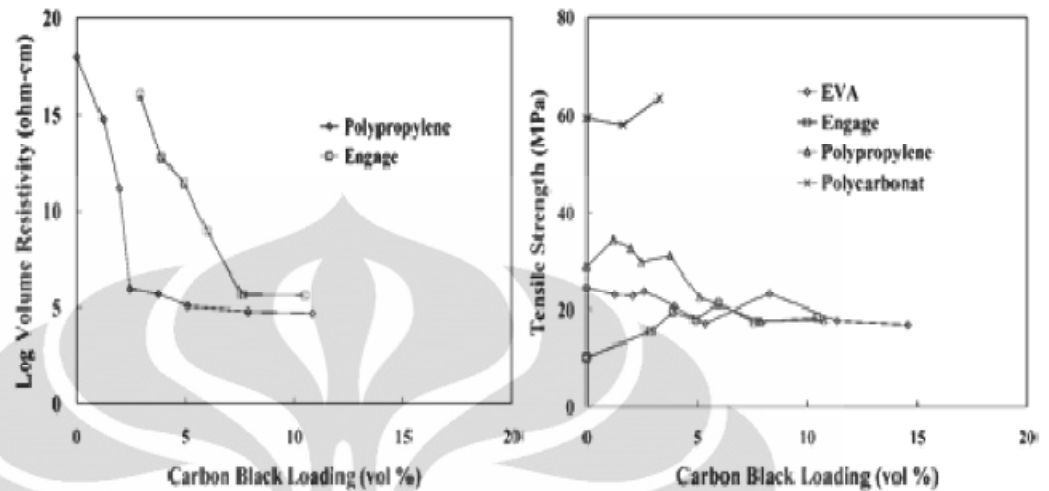 20
15
10
5
0
0
5
10
15
20
Log Volume Resistivity (ohm-cm)
Carbon Black Loading (vol %)
Polypropylene
Engage
80
60
40
20
0
0
5
10
15
20
Tensile Strength (MPa)
Carbon Black Loading (vol %)
EVA
Engage
Polypropylene
Polycarbonat